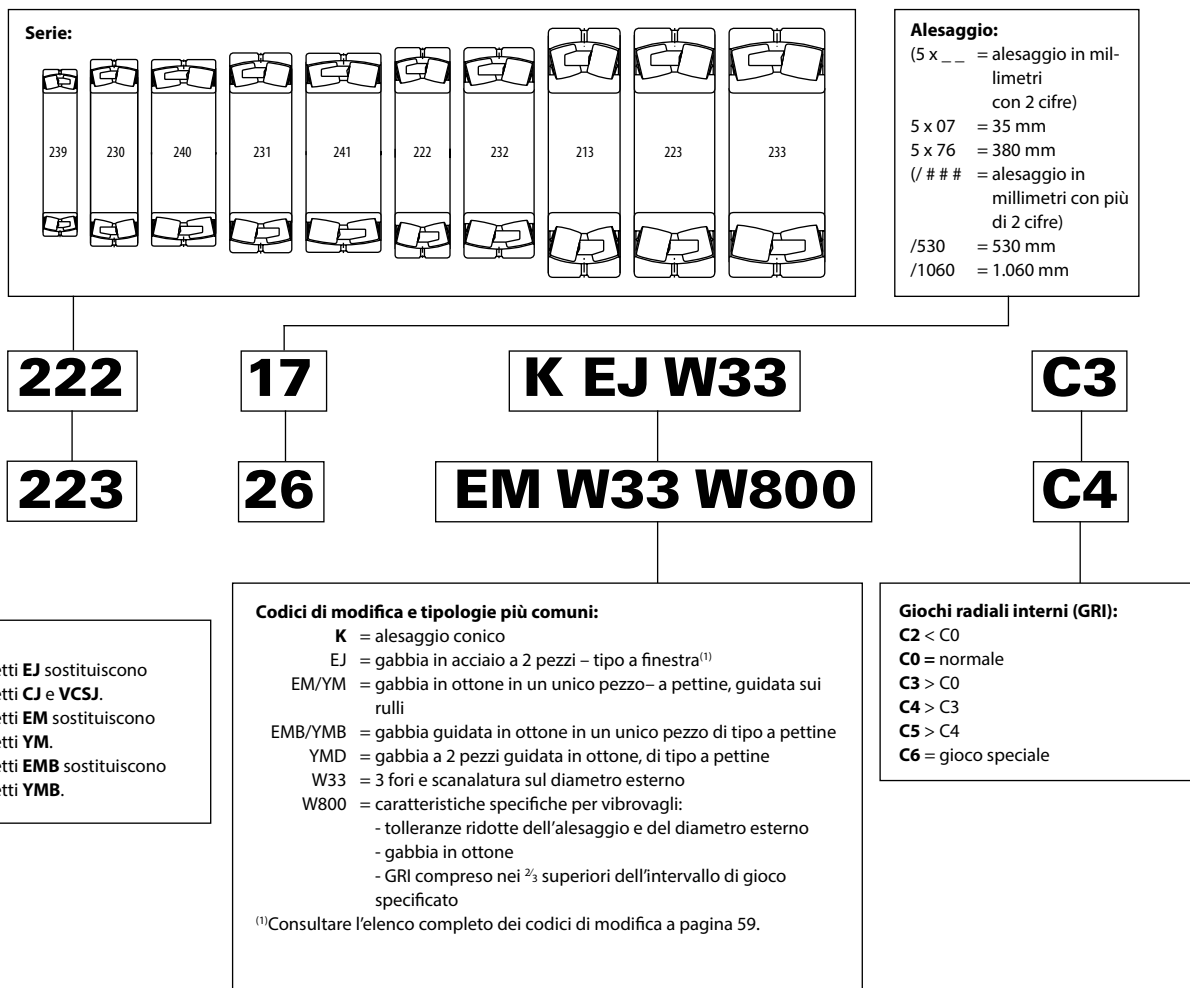 Serie:
239 230 240 231 241 222 232 213 223 233
Alesaggio:
(5 x _ _ = alesaggio in mil-
limetri
con 2 cifre)
5 x 07 = 35 mm
5 x 76 = 380 mm
(/ # # # = alesaggio in
millimetri con più
di 2 cifre)
/530 = 530 mm
/1060 = 1.060 mm
222 17 K EJ W33 C3
223 26 EM W33 W800 C4
etti EJ sostituiscono
etti CJ e VCSJ.
etti EM sostituiscono
etti YM.
etti EMB sostituiscono
etti YMB.
Codici di modifica e tipologie più comuni:
K = alesaggio conico
EJ = gabbia in acciaio a 2 pezzi – tipo a finestra(1)
EM/YM = gabbia in ottone in un unico pezzo– a pettine, guidata sui
rulli
EMB/YMB = gabbia guidata in ottone in un unico pezzo di tipo a pettine
YMD = gabbia a 2 pezzi guidata in ottone, di tipo a pettine
W33 = 3 fori e scanalatura sul diametro esterno
W800 = caratteristiche specifiche per vibrovagli:
- tolleranze ridotte dell'alesaggio e del diametro esterno
- gabbia in ottone
- GRI compreso nei 2/3 superiori dell'intervallo di gioco
specificato
(1)Consultare l'elenco completo dei codici di modifica a pagina 59.
Giochi radiali interni (GRI):
C2 < C0
C0 = normale
C3 > C0
C4 > C3
C5 > C4
C6 = gioco speciale